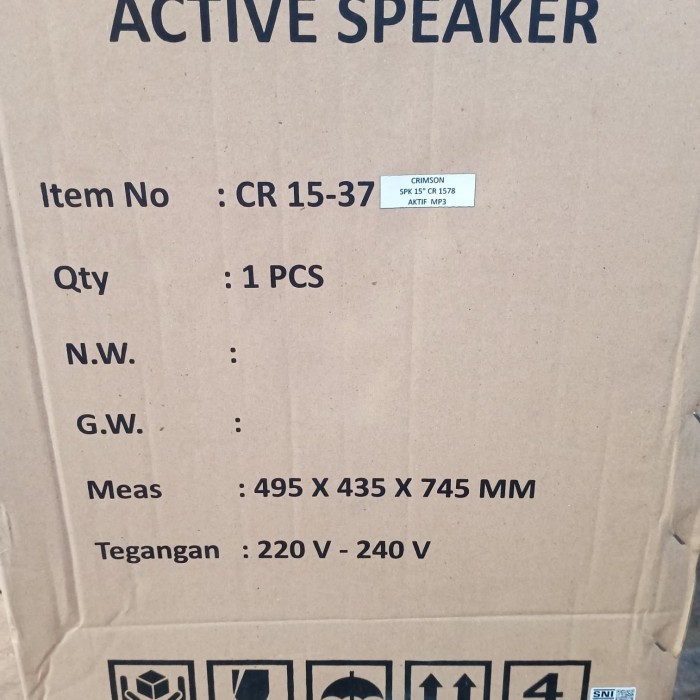 ACTIVE SPEAKER
Item No : CR 15-37
CRIMSON
SPK 15" CR 1578
AKTIF MP3
Qty : 1 PCS
N.W. :
G.W. :
Meas : 495 X 435 X 745 MM
Tegangan : 220 V - 240 V
4
SNI